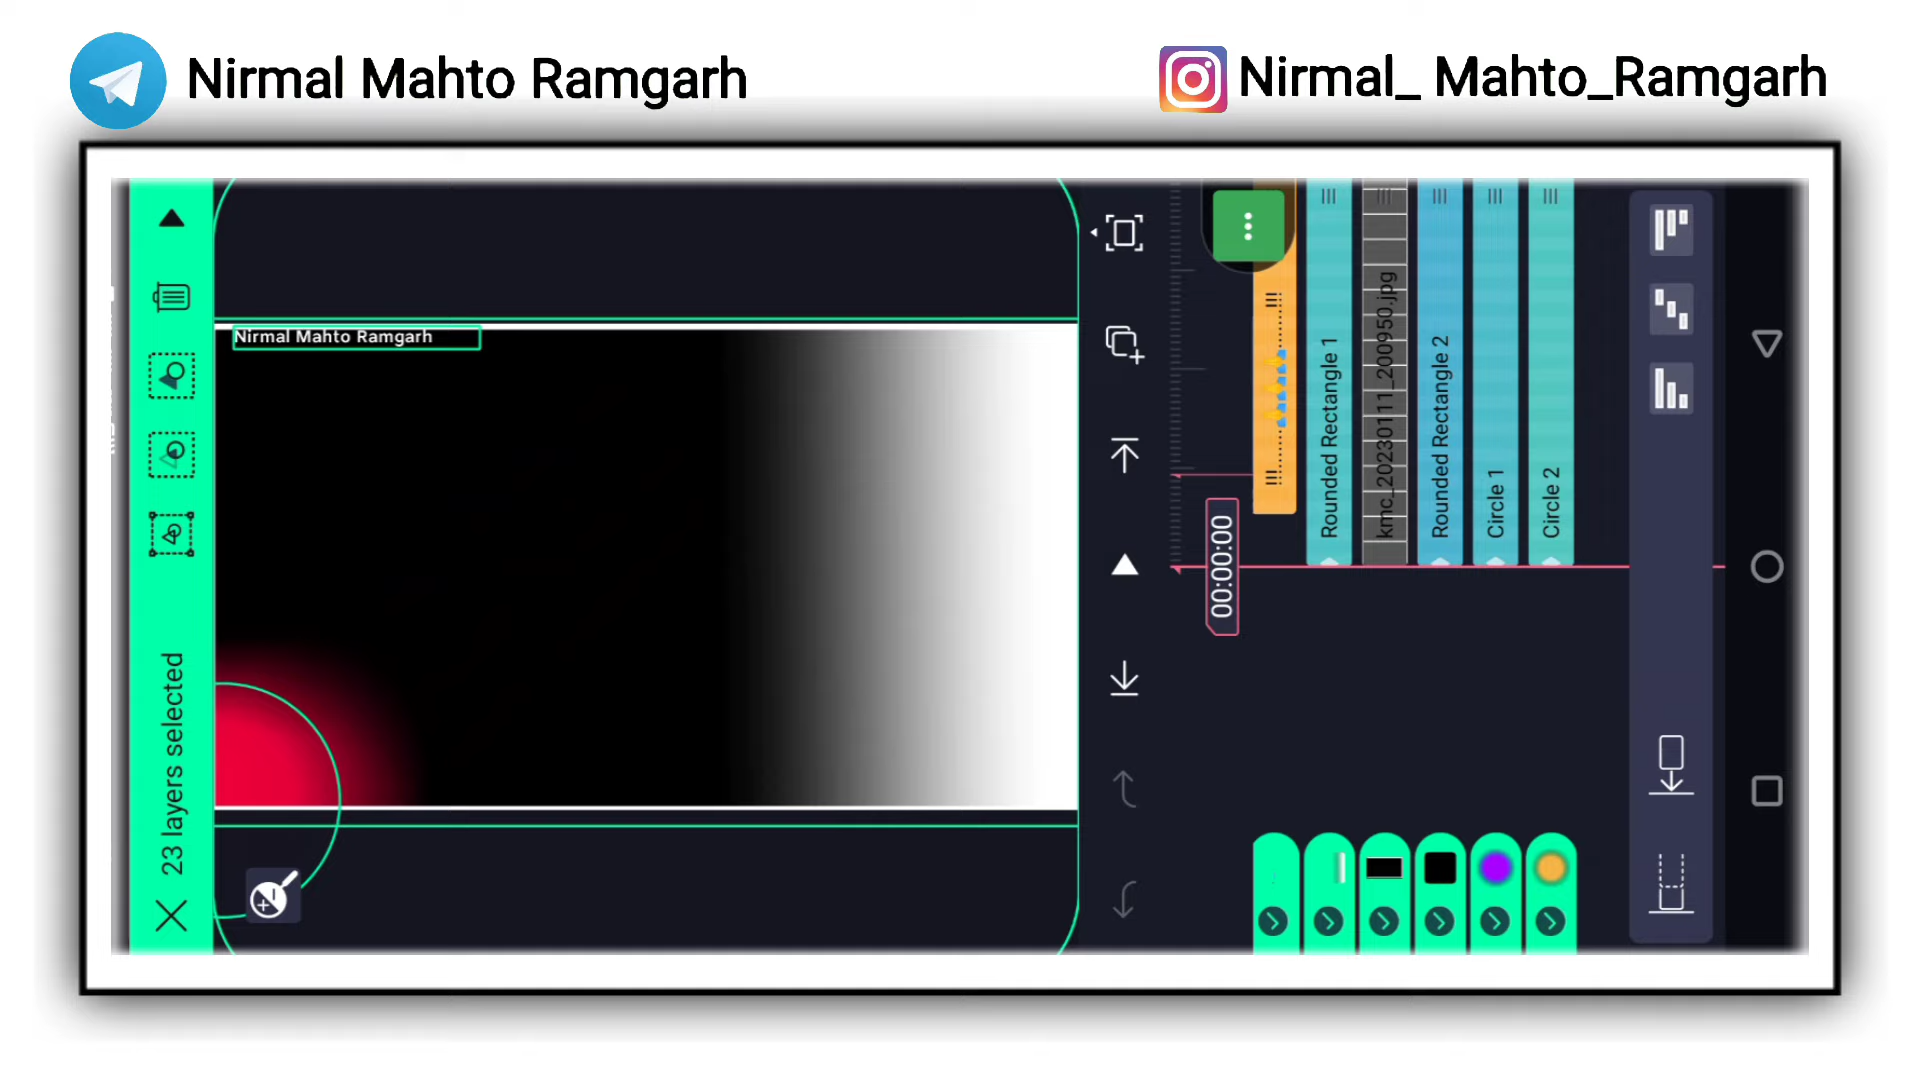 Nirmal Mahto Ramgarh
Nirmal_ Mahto_Ramgarh
23 layers selected
Nirmal Mahto Ramgarh
00:00:00
!!!.......🙏🙏🙏.......!!!
Rounded Rectangle 1
kmc_20230111_200950.jpg
Rounded Rectangle 2
Circle 1
Circle 2